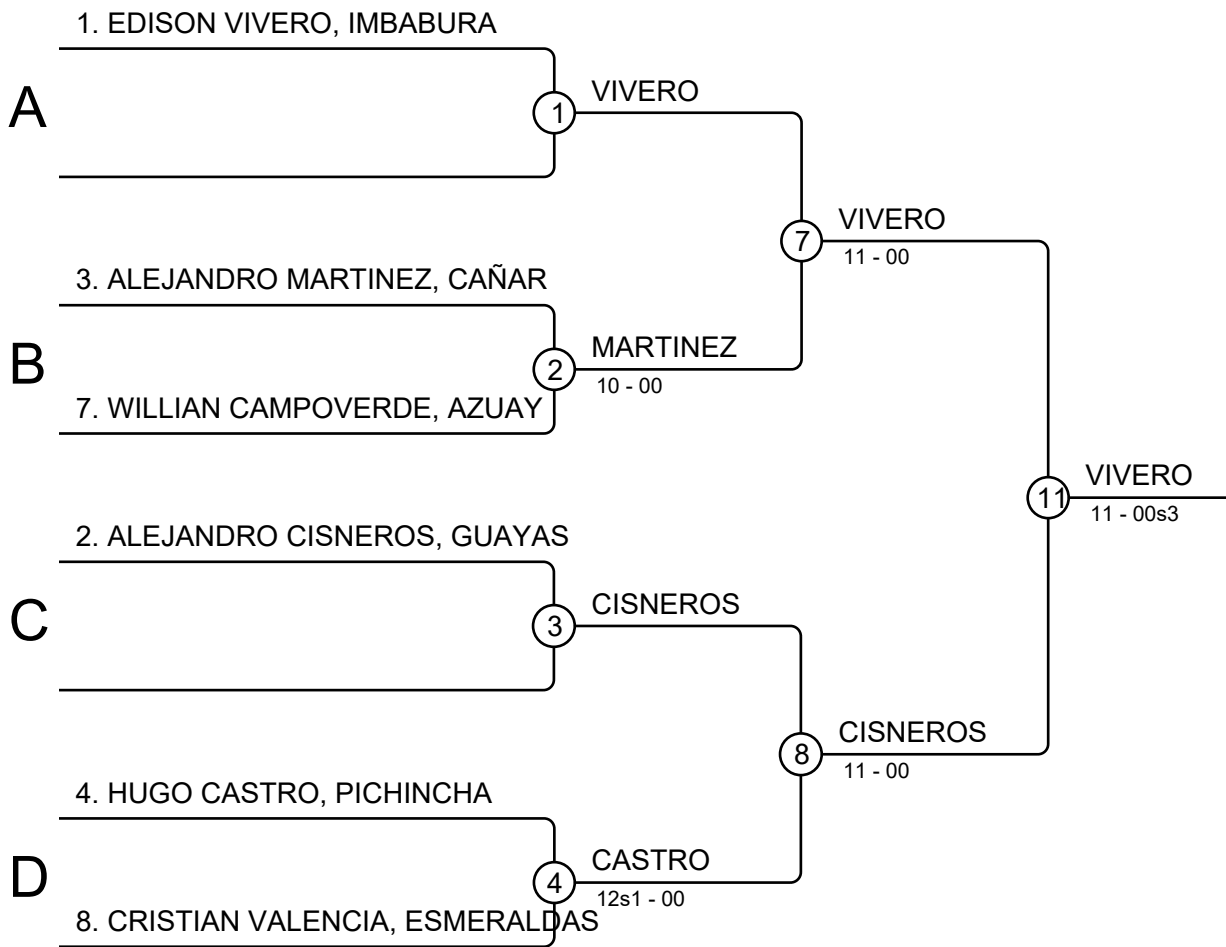 1. EDISON VIVERO, IMBABURA
A
1
VIVERO
7
VIVERO
11 - 00
3. ALEJANDRO MARTINEZ, CAÑAR
B
2
MARTINEZ
10 - 00
7. WILLIAN CAMPOVERDE, AZUAY
11
VIVERO
11 - 00s3
2. ALEJANDRO CISNEROS, GUAYAS
C
3
CISNEROS
8
CISNEROS
11 - 00
4. HUGO CASTRO, PICHINCHA
D
4
CASTRO
12s1 - 00
8. CRISTIAN VALENCIA, ESMERALDAS